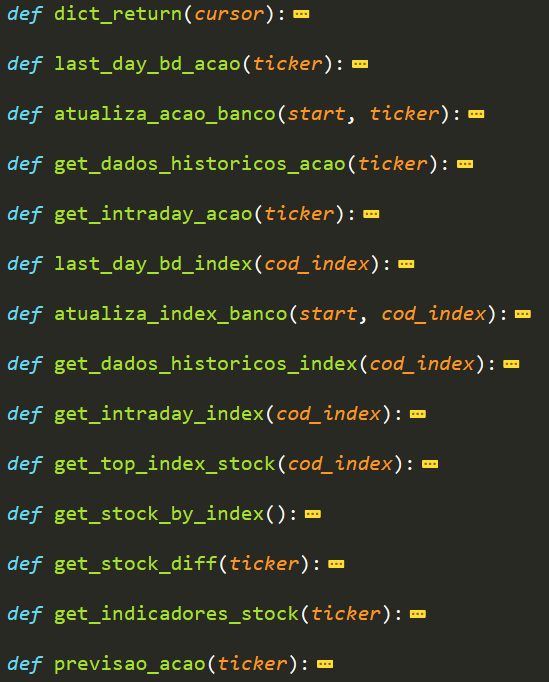 def dict_return(cursor):
def last_day_bd_acao(ticker):
def atualiza_acao_banco(start, ticker):
def get_dados_historicos_acao(ticker):
def get_intraday_acao(ticker):
def last_day_bd_index(cod_index):
def atualiza_index_banco(start, cod_index):
def get_dados_historicos_index(cod_index):
def get_intraday_index(cod_index):
def get_top_index_stock(cod_index):
def get_stock_by_index():
def get_stock_diff(ticker):
def get_indicadores_stock(ticker):
def previsao_acao(ticker):